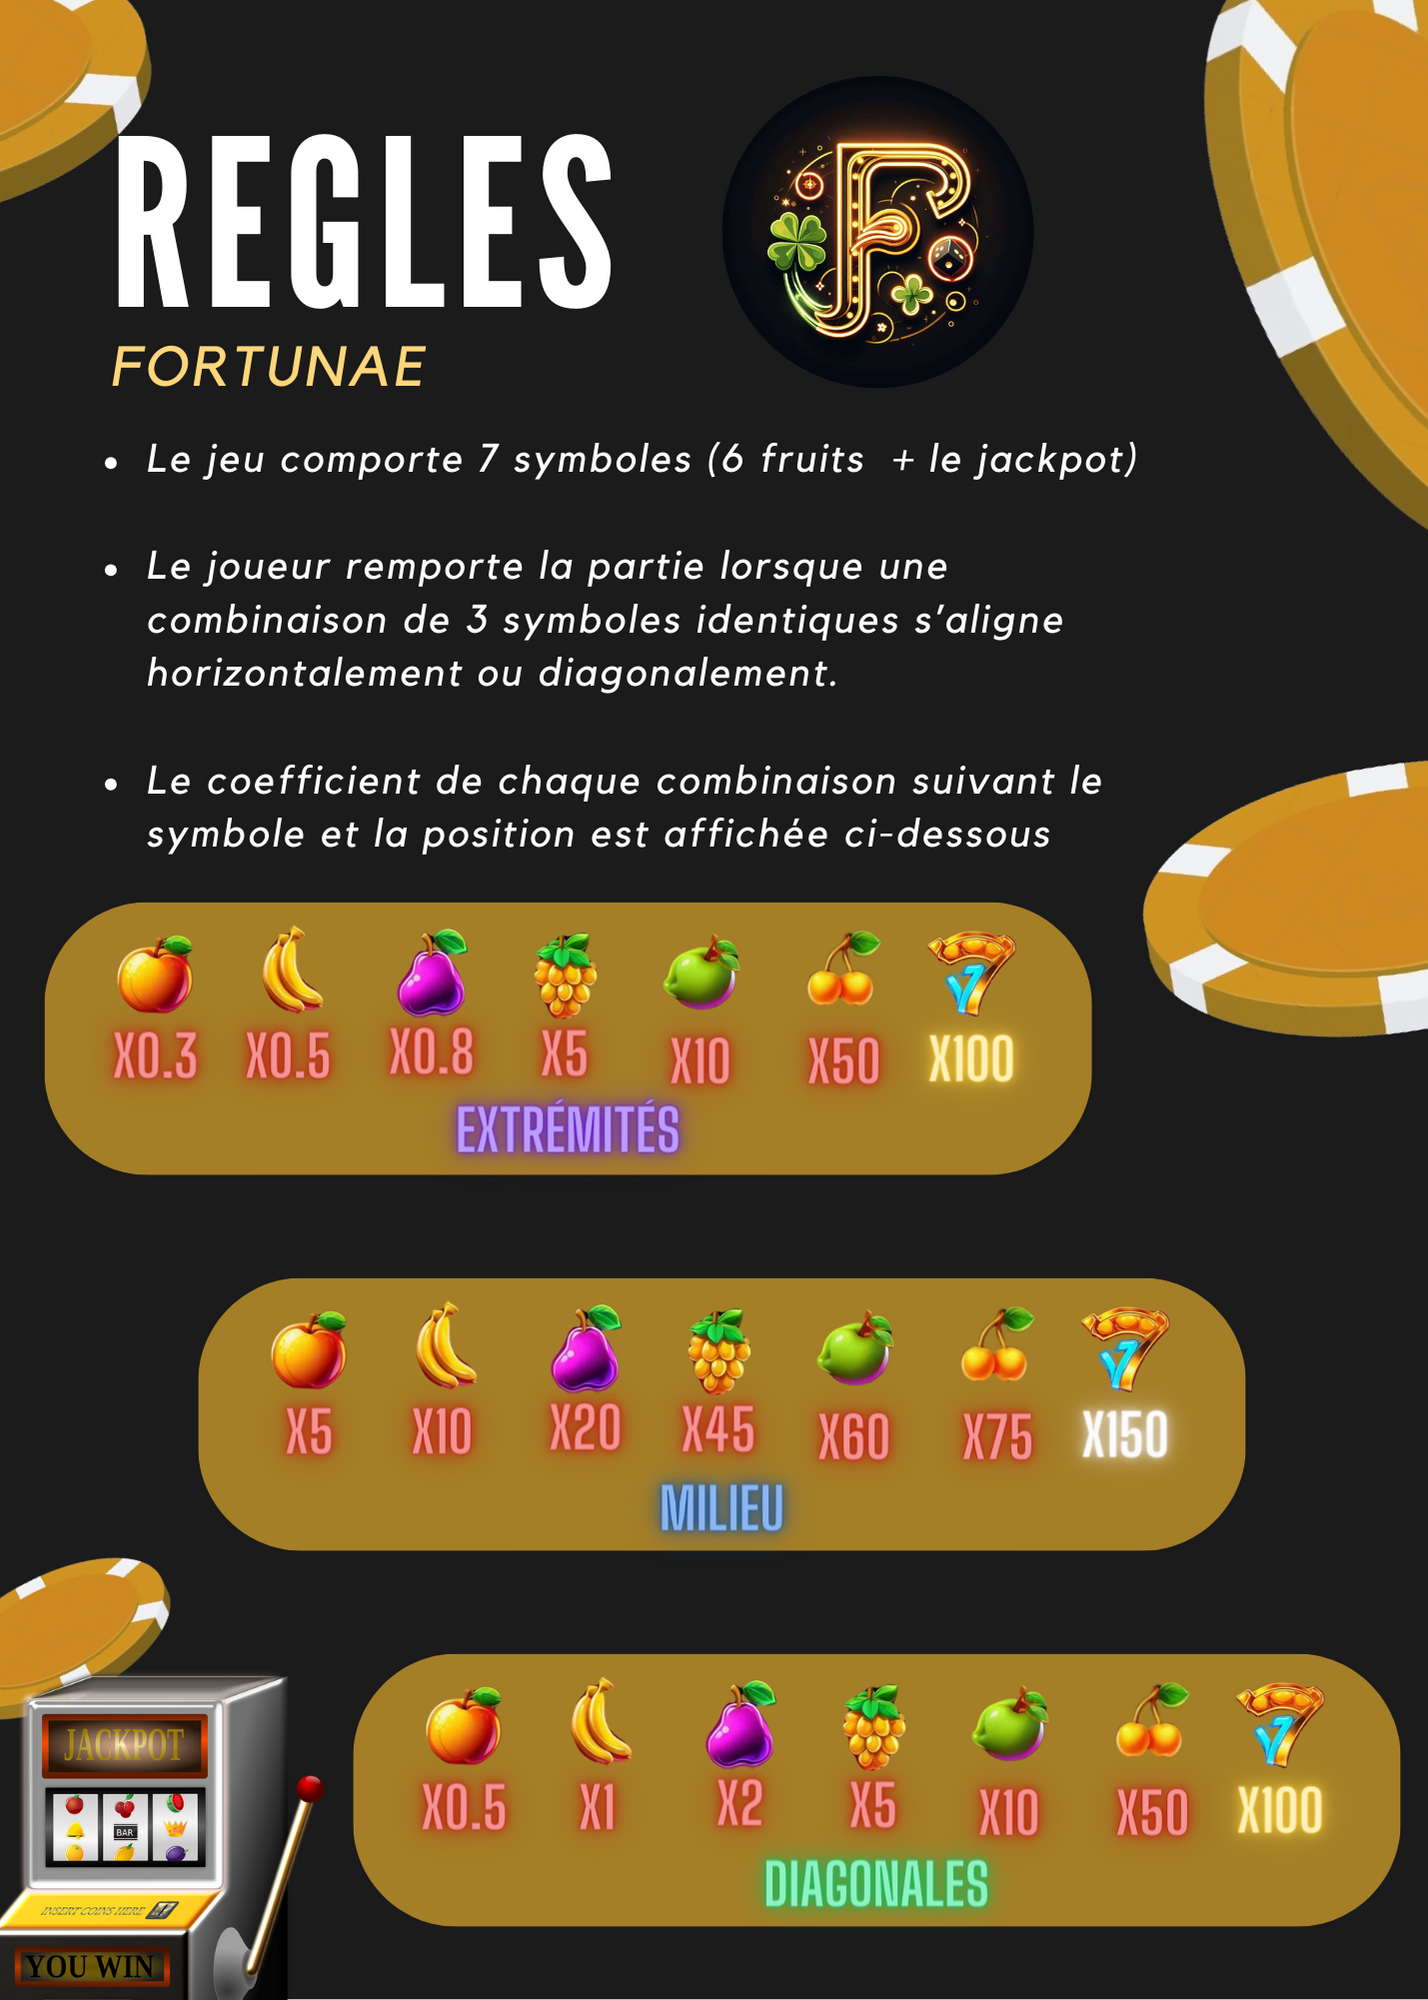 REGLES
F
FORTUNAE
• Le jeu comporte 7 symboles (6 fruits + le jackpot)
• Le joueur remporte la partie lorsque une
combinaison de 3 symboles identiques s'aligne
horizontalement ou diagonalement.
• Le coefficient de chaque combinaison suivant le
symbole et la position est affichée ci-dessous
X0.3 X0.5 X0.8 X5 X10 X50 X100
EXTRÉMITÉS
X5 X10 X20 X45 X60 X75 X150
MILIEU
X0.5 X1 X2 X5 X10 X50 X100
DIAGONALES
JACKPOT
BAR
INSERT COINS HERE
YOU WIN